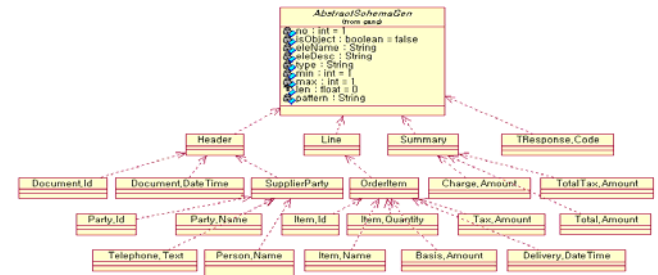 AbstractSchemaGen
(from gand)
no : int = 1
isObject : boolean = false
eleName : String
eleDesc : String
type : String
min : int = 1
max : int = 1
len : float = 0
pattern : String
Header
Line
Summary
TResponse,Code
Document,Id
Document,DateTime
SupplierParty
OrderItem
Charge,Amount
TotalTax,Amount
Party,Id
Party,Name
Item,Id
Item,Quantity
Tax,Amount
Total,Amount
Telephone,Text
Person,Name
Item,Name
Basis,Amount
Delivery,DateTime